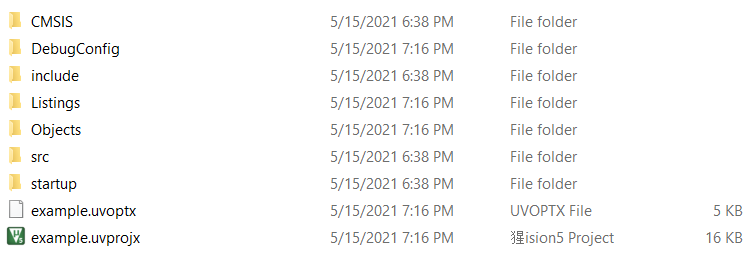 CMSIS 5/15/2021 6:38 PM File folder
DebugConfig 5/15/2021 7:16 PM File folder
include 5/15/2021 6:38 PM File folder
Listings 5/15/2021 7:16 PM File folder
Objects 5/15/2021 7:16 PM File folder
src 5/15/2021 6:38 PM File folder
startup 5/15/2021 6:38 PM File folder
example.uvoptx 5/15/2021 7:16 PM UVOPTX File 5 KB
example.uvprojx 5/15/2021 7:16 PM 猩ision5 Project 16 KB